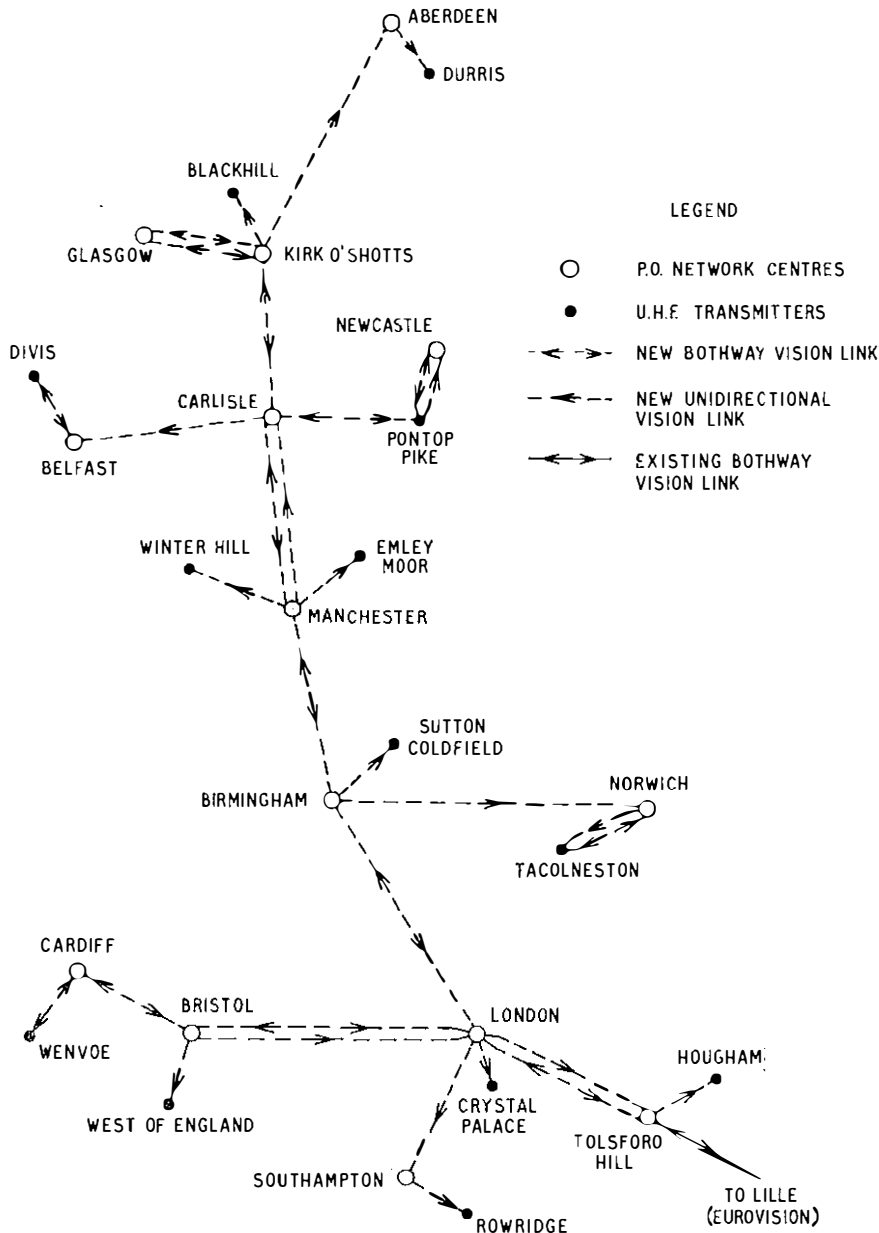 ABERDEEN
DURRIS
BLACKHILL
GLASGOW
KIRK O'SHOTTS
LEGEND
P.O. NETWORK CENTRES
U.H.F. TRANSMITTERS
NEW BOTHWAY VISION LINK
NEW UNIDIRECTIONAL
VISION LINK
EXISTING BOTHWAY
VISION LINK
NEWCASTLE
DIVIS
CARLISLE
PONTOP
PIKE
BELFAST
WINTER HILL
EMLEY
MOOR
MANCHESTER
SUTTON
COLDFIELD
BIRMINGHAM
NORWICH
TACOLNESTON
CARDIFF
BRISTOL
LONDON
WENVOE
HOUGHAM
WEST OF ENGLAND
CRYSTAL
PALACE
TOLSFORO
HILL
SOUTHAMPTON
ROWRIDGE
TO LILLE
(EUROVISION)